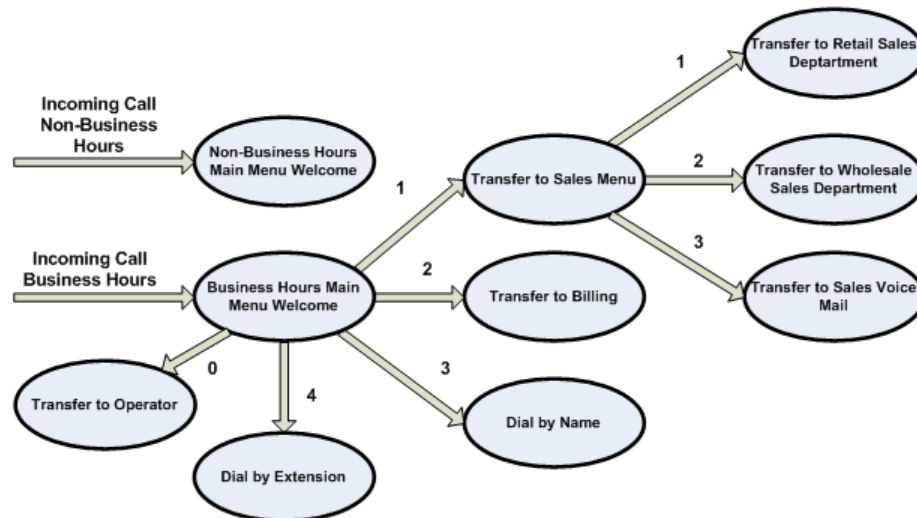 Transfer to Retail Sales
Deptartment
1
Incoming Call
Non-Business
Hours
Non-Business Hours
Main Menu Welcome
1
Transfer to Sales Menu
2
Transfer to Wholesale
Sales Department
3
Incoming Call
Business Hours
Business Hours Main
Menu Welcome
2
Transfer to Billing
Transfer to Sales Voice
Mail
0
4
3
Transfer to Operator
Dial by Name
Dial by Extension